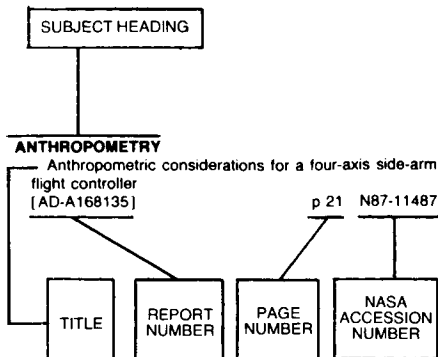 SUBJECT HEADING
ANTHROPOMETRY
Anthropometric considerations for a four-axis side-arm
flight controller
[AD-A168135] p 21 N87-11487
TITLE
REPORT
NUMBER
PAGE
NUMBER
NASA
ACCESSION
NUMBER